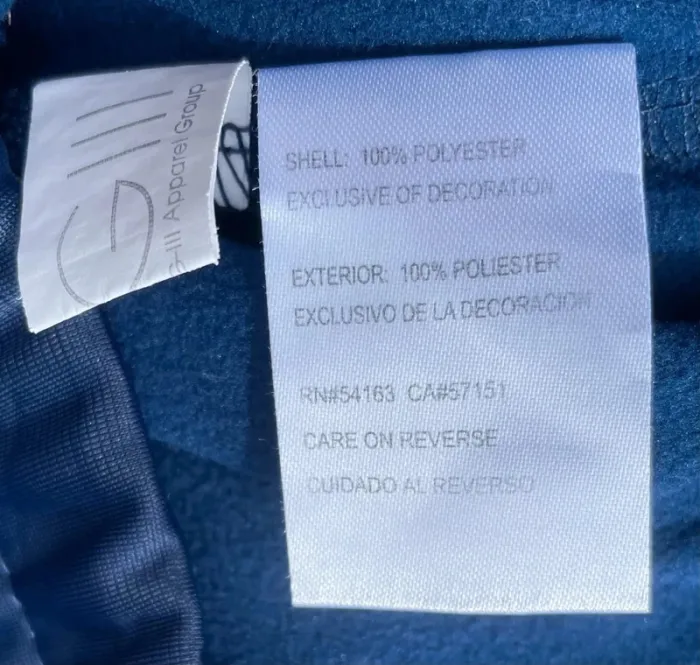 GIII
G-III Apparel Group
SHELL: 100% POLYESTER
EXCLUSIVE OF DECORATION
EXTERIOR: 100% POLIESTER
EXCLUSIVO DE LA DECORACION
RN#54163 CA#57151
CARE ON REVERSE
CUIDADO AL REVERSO